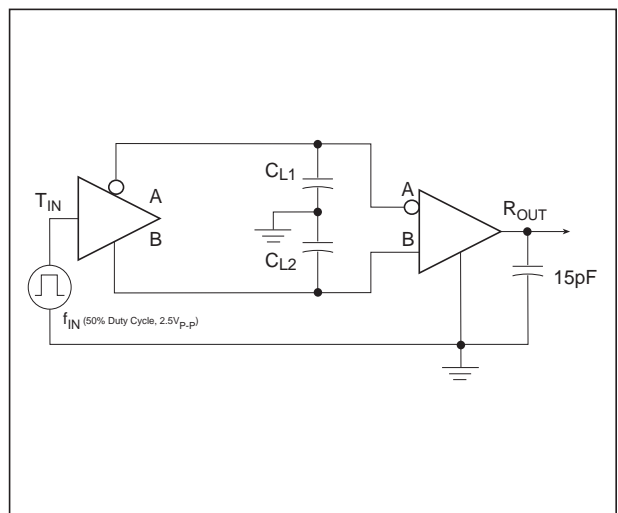 C_L1
A
T_IN
A
R_OUT
B
B
C_L2
15pF
f_IN (50% Duty Cycle, 2.5V_P-P)